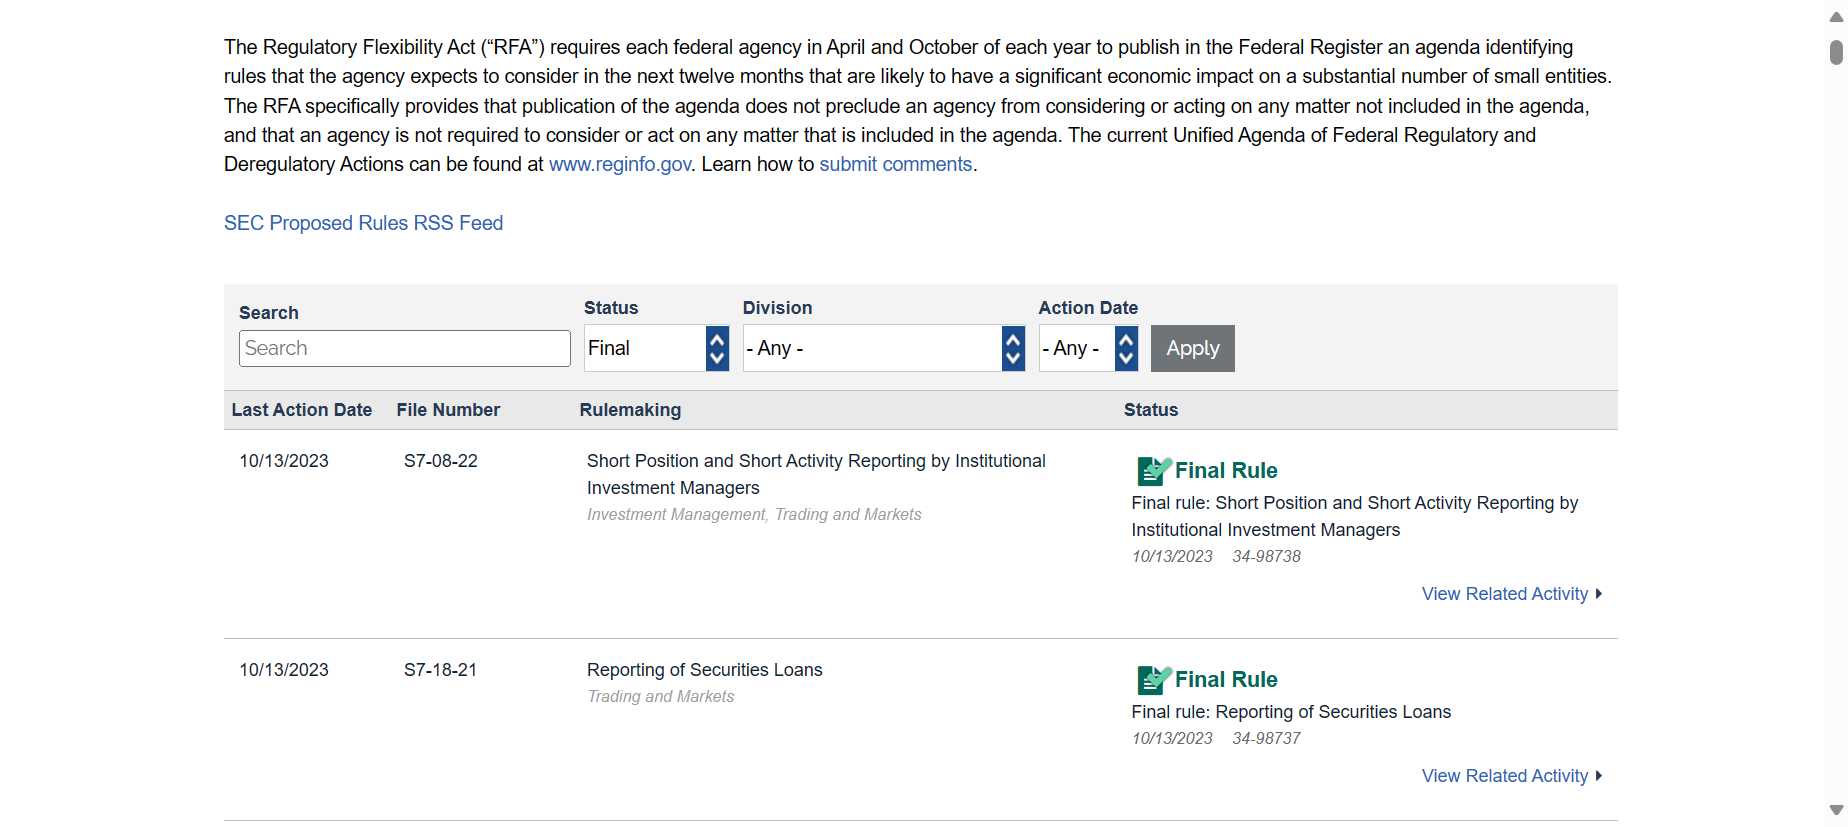 The Regulatory Flexibility Act (“RFA”) requires each federal agency in April and October of each year to publish in the Federal Register an agenda identifying
rules that the agency expects to consider in the next twelve months that are likely to have a significant economic impact on a substantial number of small entities.
The RFA specifically provides that publication of the agenda does not preclude an agency from considering or acting on any matter not included in the agenda,
and that an agency is not required to consider or act on any matter that is included in the agenda. The current Unified Agenda of Federal Regulatory and
Deregulatory Actions can be found at www.reginfo.gov. Learn how to submit comments.
SEC Proposed Rules RSS Feed
Search
Status
Division
Action Date
Search
Final
- Any -
- Any -
Apply
Last Action Date
File Number
Rulemaking
Status
10/13/2023
S7-08-22
Short Position and Short Activity Reporting by Institutional
Investment Managers
Investment Management, Trading and Markets
Final Rule
Final rule: Short Position and Short Activity Reporting by
Institutional Investment Managers
10/13/2023 34-98738
View Related Activity
10/13/2023
S7-18-21
Reporting of Securities Loans
Trading and Markets
Final Rule
Final rule: Reporting of Securities Loans
10/13/2023 34-98737
View Related Activity